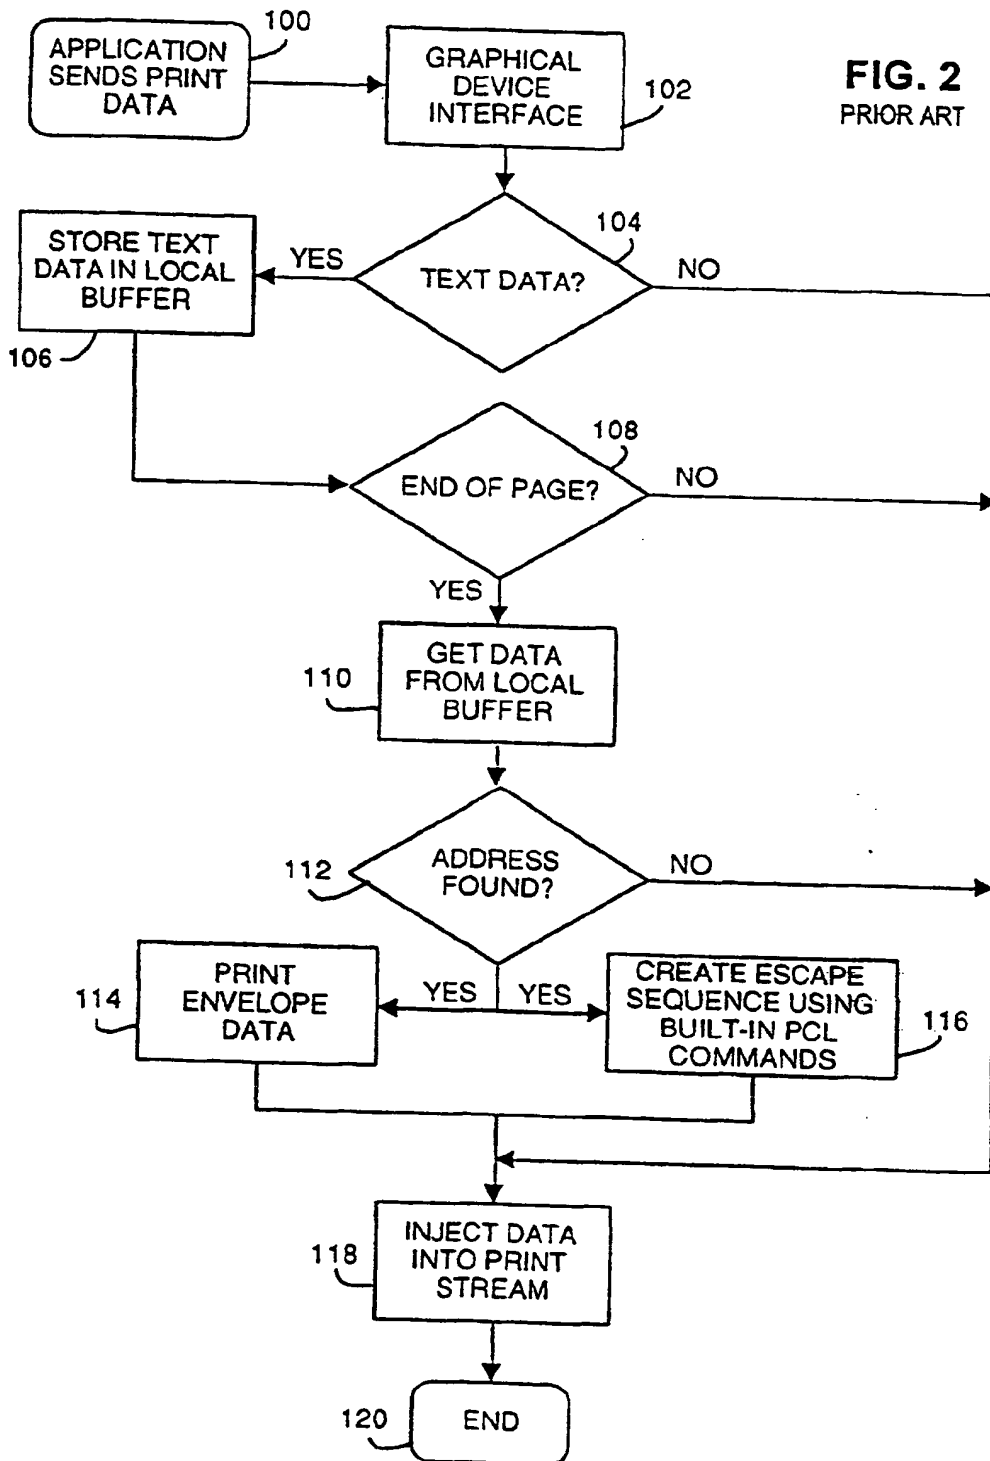 APPLICATION
SENDS PRINT
DATA
100
GRAPHICAL
DEVICE
INTERFACE
102
FIG. 2
PRIOR ART
STORE TEXT
DATA IN LOCAL
BUFFER
106
YES
TEXT DATA?
104
NO
END OF PAGE?
108
NO
YES
110
GET DATA
FROM LOCAL
BUFFER
112
ADDRESS
FOUND?
NO
114
PRINT
ENVELOPE
DATA
YES
YES
CREATE ESCAPE
SEQUENCE USING
BUILT-IN PCL
COMMANDS
116
118
INJECT DATA
INTO PRINT
STREAM
120
END